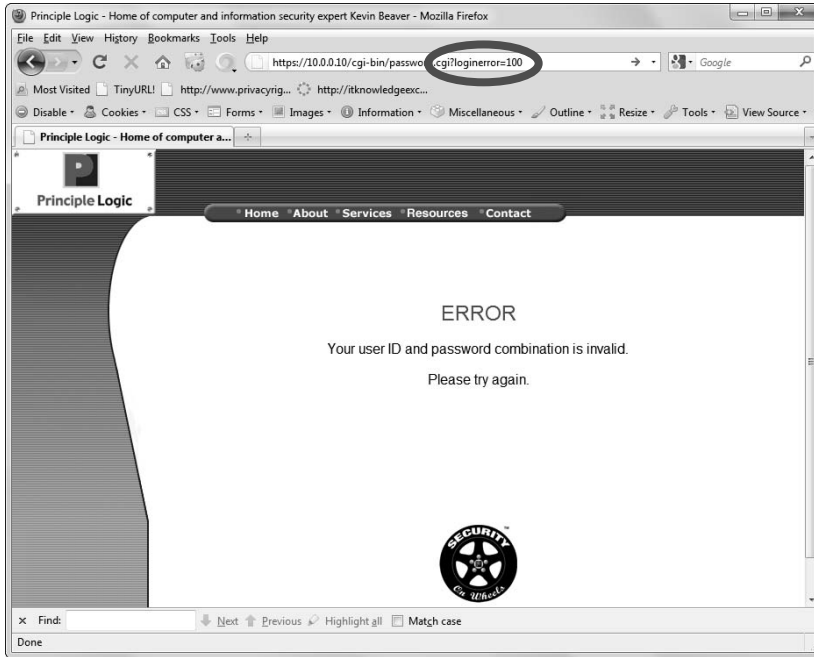 Principle Logic - Home of computer and information security expert Kevin Beaver - Mozilla Firefox
File Edit View History Bookmarks Tools Help
https://10.0.0.10/cgi-bin/passwo .cgi?loginerror=100
Google
Most Visited TinyURL! http://www.privacyrig... http://itknowledgeexc...
Disable Cookies CSS Forms Images Information Miscellaneous Outline Resize Tools View Source
Principle Logic - Home of computer a...
P
Principle Logic
Home About Services Resources Contact
ERROR
Your user ID and password combination is invalid.
Please try again.
SECURITY
On Wheels
TM
× Find: Next Previous Highlight all Match case
Done